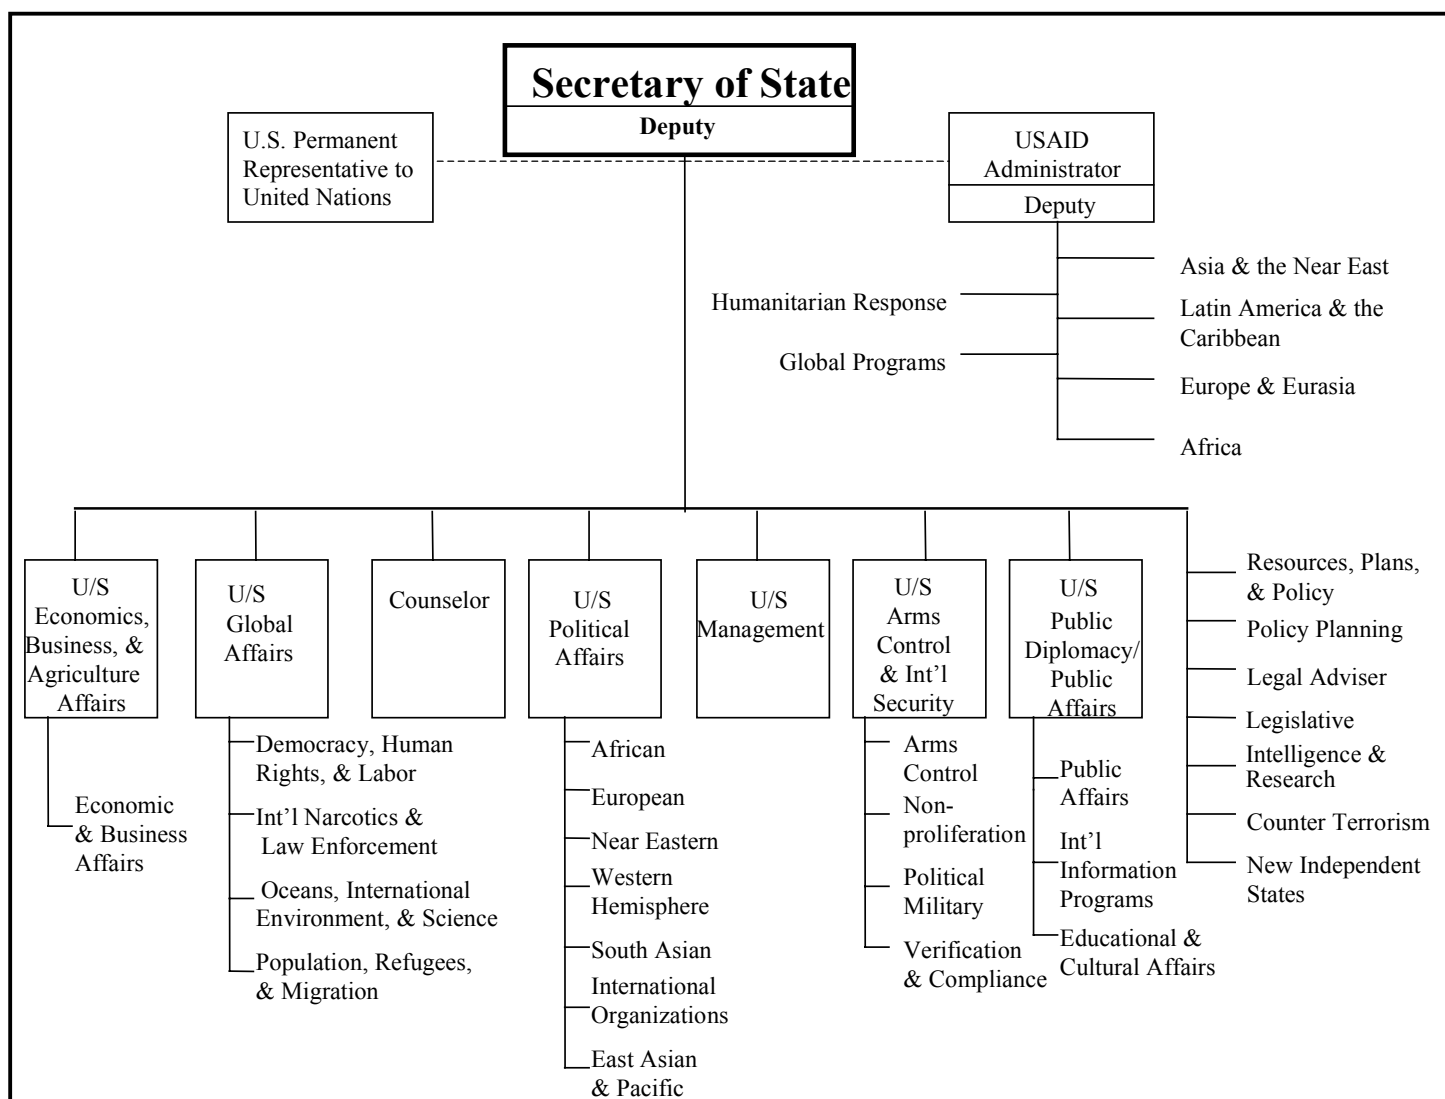 Secretary of State
Deputy
U.S. Permanent
Representative to
United Nations
USAID
Administrator
Deputy
Asia & the Near East
Humanitarian Response
Latin America & the
Caribbean
Global Programs
Europe & Eurasia
Africa
U/S
Economics,
Business, &
Agriculture
Affairs
Economic
& Business
Affairs
U/S
Global
Affairs
Democracy, Human
Rights, & Labor
Int’l Narcotics &
Law Enforcement
Oceans, International
Environment, & Science
Population, Refugees,
& Migration
Counselor
U/S
Political
Affairs
African
European
Near Eastern
Western
Hemisphere
South Asian
International
Organizations
East Asian
& Pacific
U/S
Management
U/S
Arms
Control
& Int’l
Security
Arms
Control
Non-
proliferation
Political
Military
Verification
& Compliance
U/S
Public
Diplomacy/
Public
Affairs
Public
Affairs
Int’l
Information
Programs
Educational &
Cultural Affairs
Resources, Plans,
& Policy
Policy Planning
Legal Adviser
Legislative
Intelligence &
Research
Counter Terrorism
New Independent
States